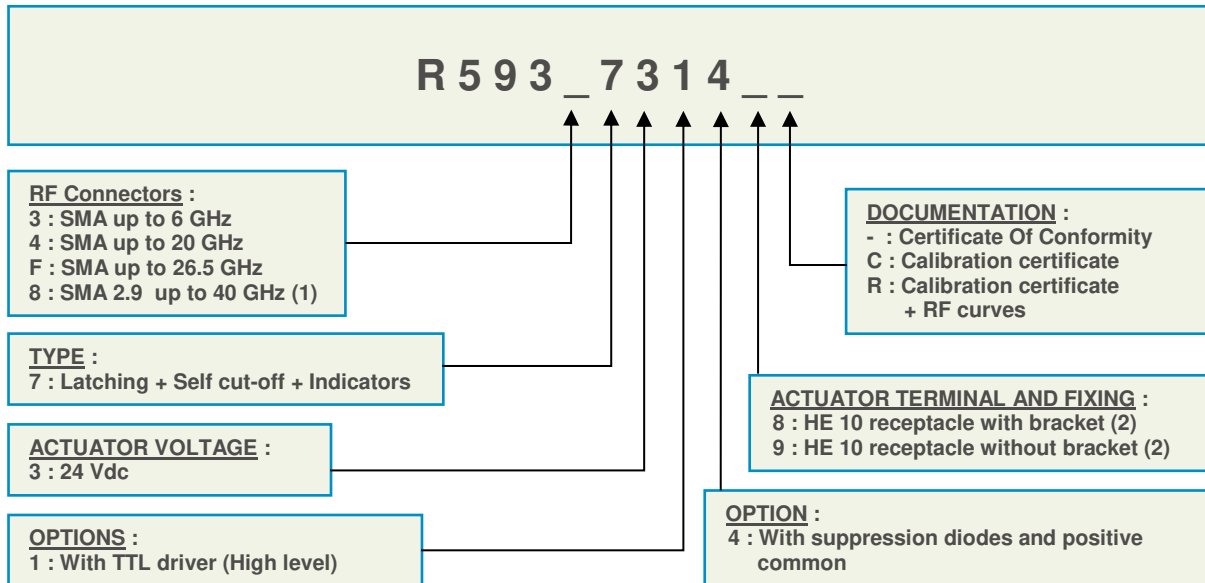 R 5 9 3 _ 7 3 1 4 _ _
RF Connectors :
3 : SMA up to 6 GHz
4 : SMA up to 20 GHz
F : SMA up to 26.5 GHz
8 : SMA 2.9 up to 40 GHz (1)
TYPE :
7 : Latching + Self cut-off + Indicators
ACTUATOR VOLTAGE :
3 : 24 Vdc
OPTIONS :
1 : With TTL driver (High level)
DOCUMENTATION :
- : Certificate Of Conformity
C : Calibration certificate
R : Calibration certificate
+ RF curves
ACTUATOR TERMINAL AND FIXING :
8 : HE 10 receptacle with bracket (2)
9 : HE 10 receptacle without bracket (2)
OPTION :
4 : With suppression diodes and positive
common